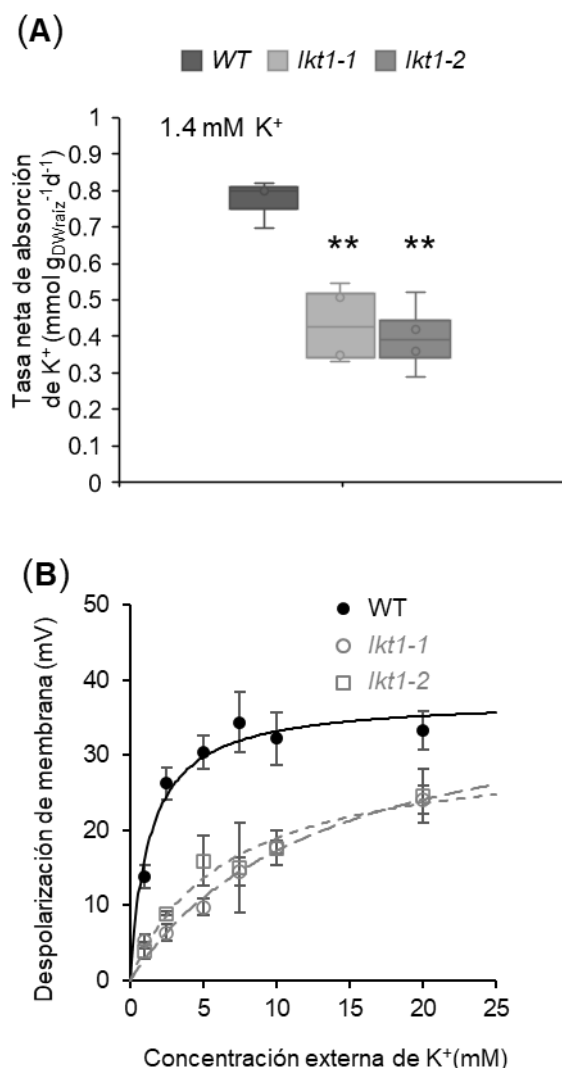 (A)
WT lkt1-1 lkt1-2
1.4 mM K⁺
Tasa neta de absorción
de K⁺ (mmol g_DWraíz⁻¹d⁻¹)
1
0.9
0.8
0.7
0.6
0.5
0.4
0.3
0.2
0.1
0
** **
(B)
WT
lkt1-1
lkt1-2
Despolarización de membrana (mV)
50
40
30
20
10
0
0 5 10 15 20 25
Concentración externa de K⁺(mM)